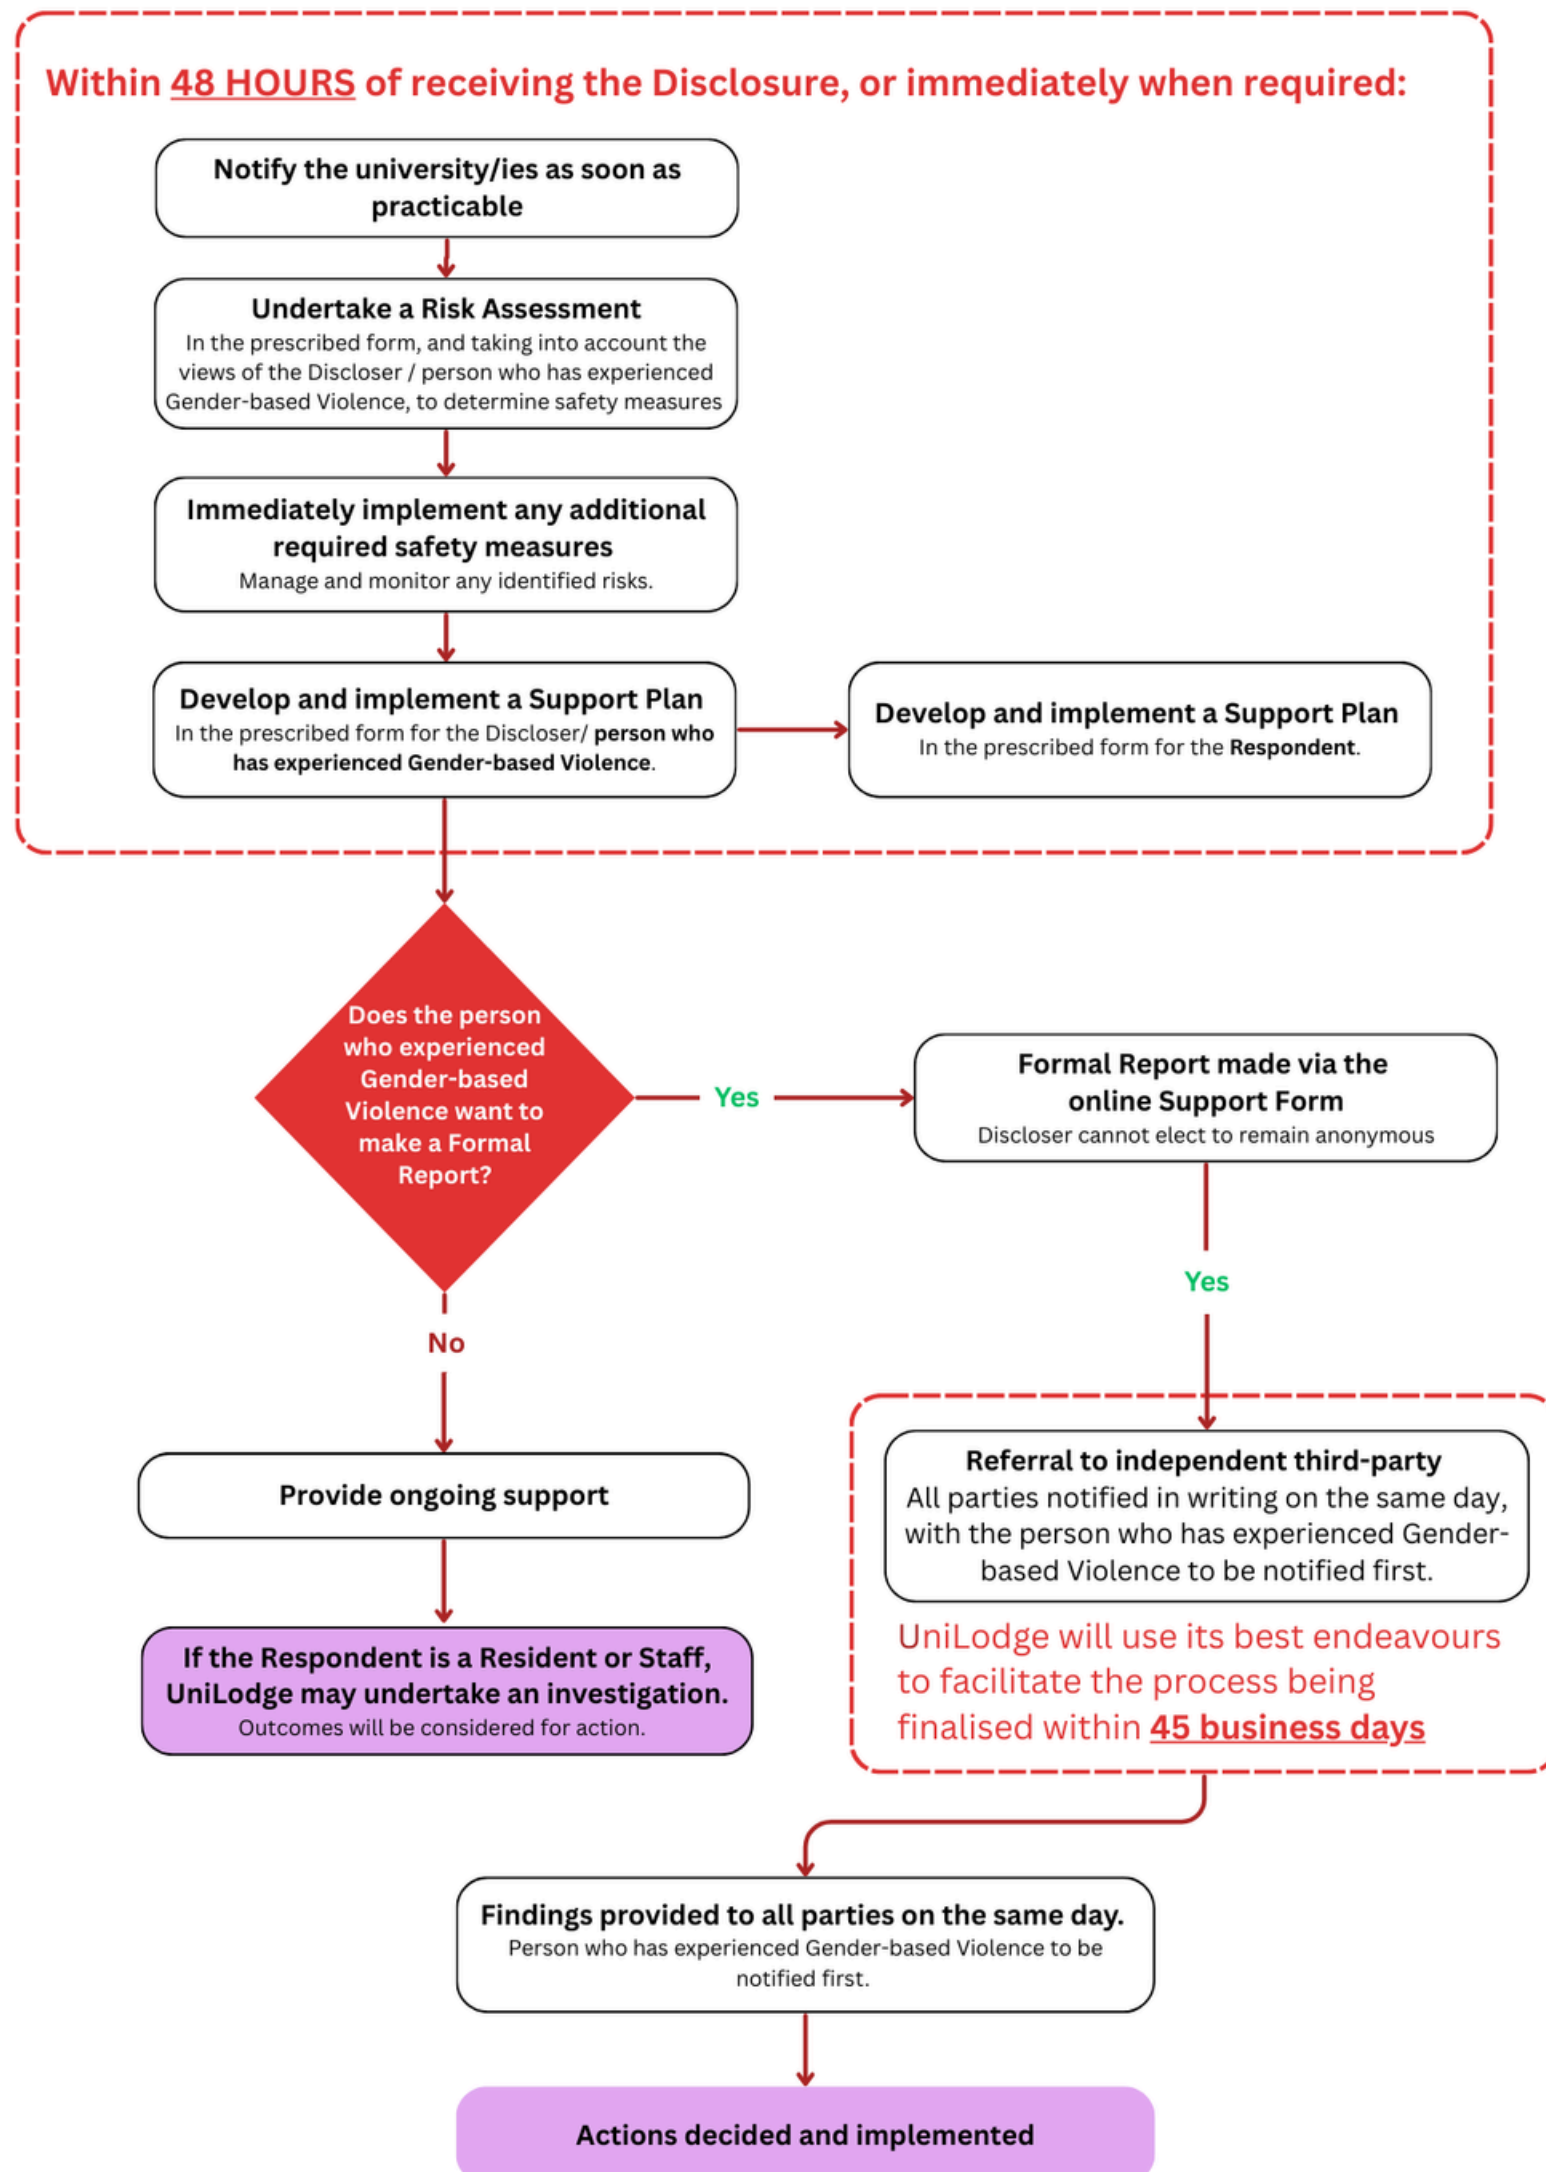 Within 48 HOURS of receiving the Disclosure, or immediately when required:
Notify the university/ies as soon as
practicable
Undertake a Risk Assessment
In the prescribed form, and taking into account the
views of the Discloser / person who has experienced
Gender-based Violence, to determine safety measures
Immediately implement any additional
required safety measures
Manage and monitor any identified risks.
Develop and implement a Support Plan
In the prescribed form for the Discloser/ person who
has experienced Gender-based Violence.
Develop and implement a Support Plan
In the prescribed form for the Respondent.
Does the person
who experienced
Gender-based
Violence want to
make a Formal
Report?
Yes
Formal Report made via the
online Support Form
Discloser cannot elect to remain anonymous
Yes
No
Provide ongoing support
If the Respondent is a Resident or Staff,
UniLodge may undertake an investigation.
Outcomes will be considered for action.
Referral to independent third-party
All parties notified in writing on the same day,
with the person who has experienced Gender-
based Violence to be notified first.
UniLodge will use its best endeavours
to facilitate the process being
finalised within 45 business days
Findings provided to all parties on the same day.
Person who has experienced Gender-based Violence to be
notified first.
Actions decided and implemented